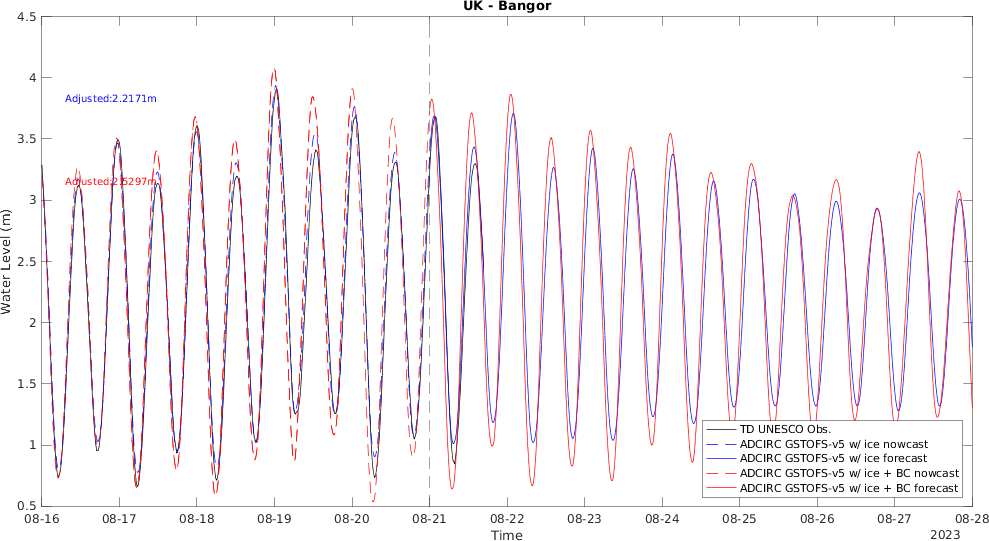 UK - Bangor
4.5
4
3.5
3
2.5
2
1.5
1
0.5
Water Level (m)
Adjusted:2.2171m
Adjusted:2.5297m
TD UNESCO Obs.
ADCIRC GSTOFS-v5 w/ ice nowcast
ADCIRC GSTOFS-v5 w/ ice forecast
ADCIRC GSTOFS-v5 w/ ice + BC nowcast
ADCIRC GSTOFS-v5 w/ ice + BC forecast
08-16 08-17 08-18 08-19 08-20 08-21 08-22 08-23 08-24 08-25 08-26 08-27 08-28
Time
2023